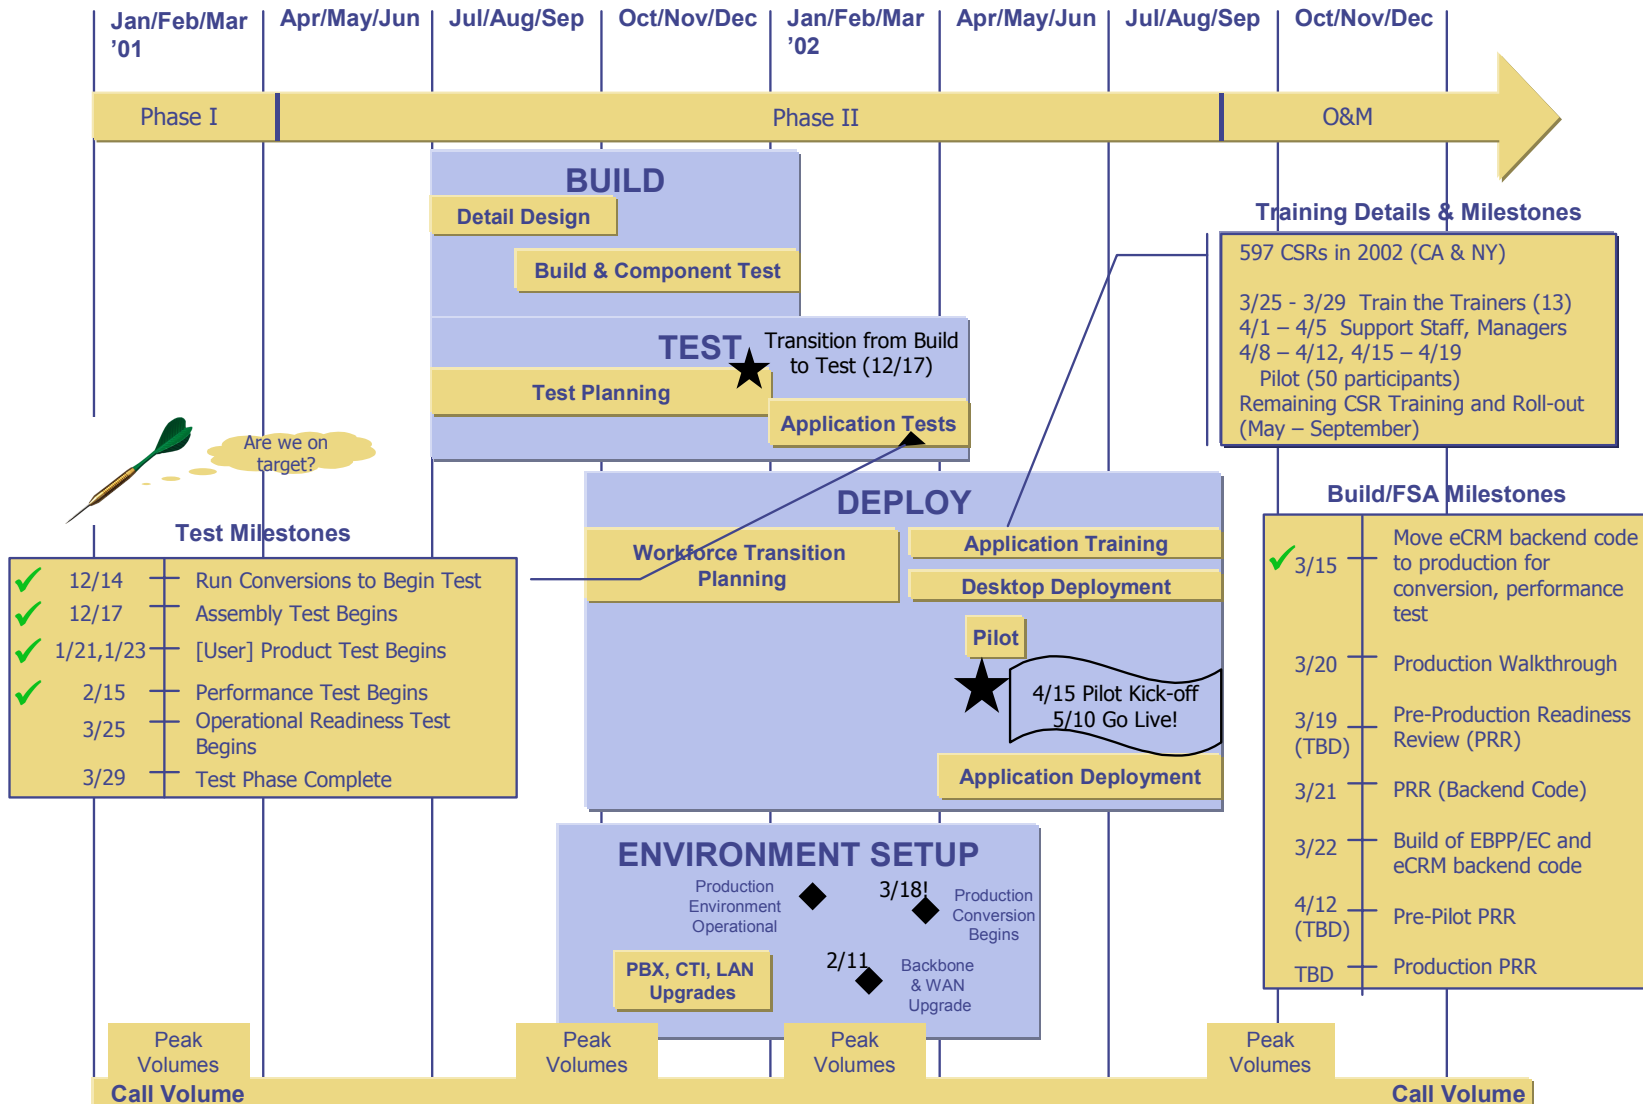 Jan/Feb/Mar
’01
Apr/May/Jun
Jul/Aug/Sep
Oct/Nov/Dec
Jan/Feb/Mar
’02
Apr/May/Jun
Jul/Aug/Sep
Oct/Nov/Dec
Phase I
Phase II
O&M
BUILD
Detail Design
Build & Component Test
TEST
Transition from Build
to Test (12/17)
Test Planning
Application Tests
Training Details & Milestones
597 CSRs in 2002 (CA & NY)
3/25 - 3/29 Train the Trainers (13)
4/1 – 4/5 Support Staff, Managers
4/8 – 4/12, 4/15 – 4/19
Pilot (50 participants)
Remaining CSR Training and Roll-out
(May – September)
Are we on
target?
Test Milestones
12/14 Run Conversions to Begin Test
12/17 Assembly Test Begins
1/21,1/23 [User] Product Test Begins
2/15 Performance Test Begins
3/25 Operational Readiness Test
Begins
3/29 Test Phase Complete
DEPLOY
Workforce Transition
Planning
Application Training
Desktop Deployment
Pilot
4/15 Pilot Kick-off
5/10 Go Live!
Application Deployment
Build/FSA Milestones
3/15 Move eCRM backend code
to production for
conversion, performance
test
3/20 Production Walkthrough
3/19 Pre-Production Readiness
(TBD) Review (PRR)
3/21 PRR (Backend Code)
3/22 Build of EBPP/EC and
eCRM backend code
4/12
(TBD) Pre-Pilot PRR
TBD Production PRR
ENVIRONMENT SETUP
Production
Environment
Operational
3/18!
Production
Conversion
Begins
PBX, CTI, LAN
Upgrades
2/11
Backbone
& WAN
Upgrade
Peak
Volumes
Peak
Volumes
Peak
Volumes
Peak
Volumes
Call Volume
Call Volume